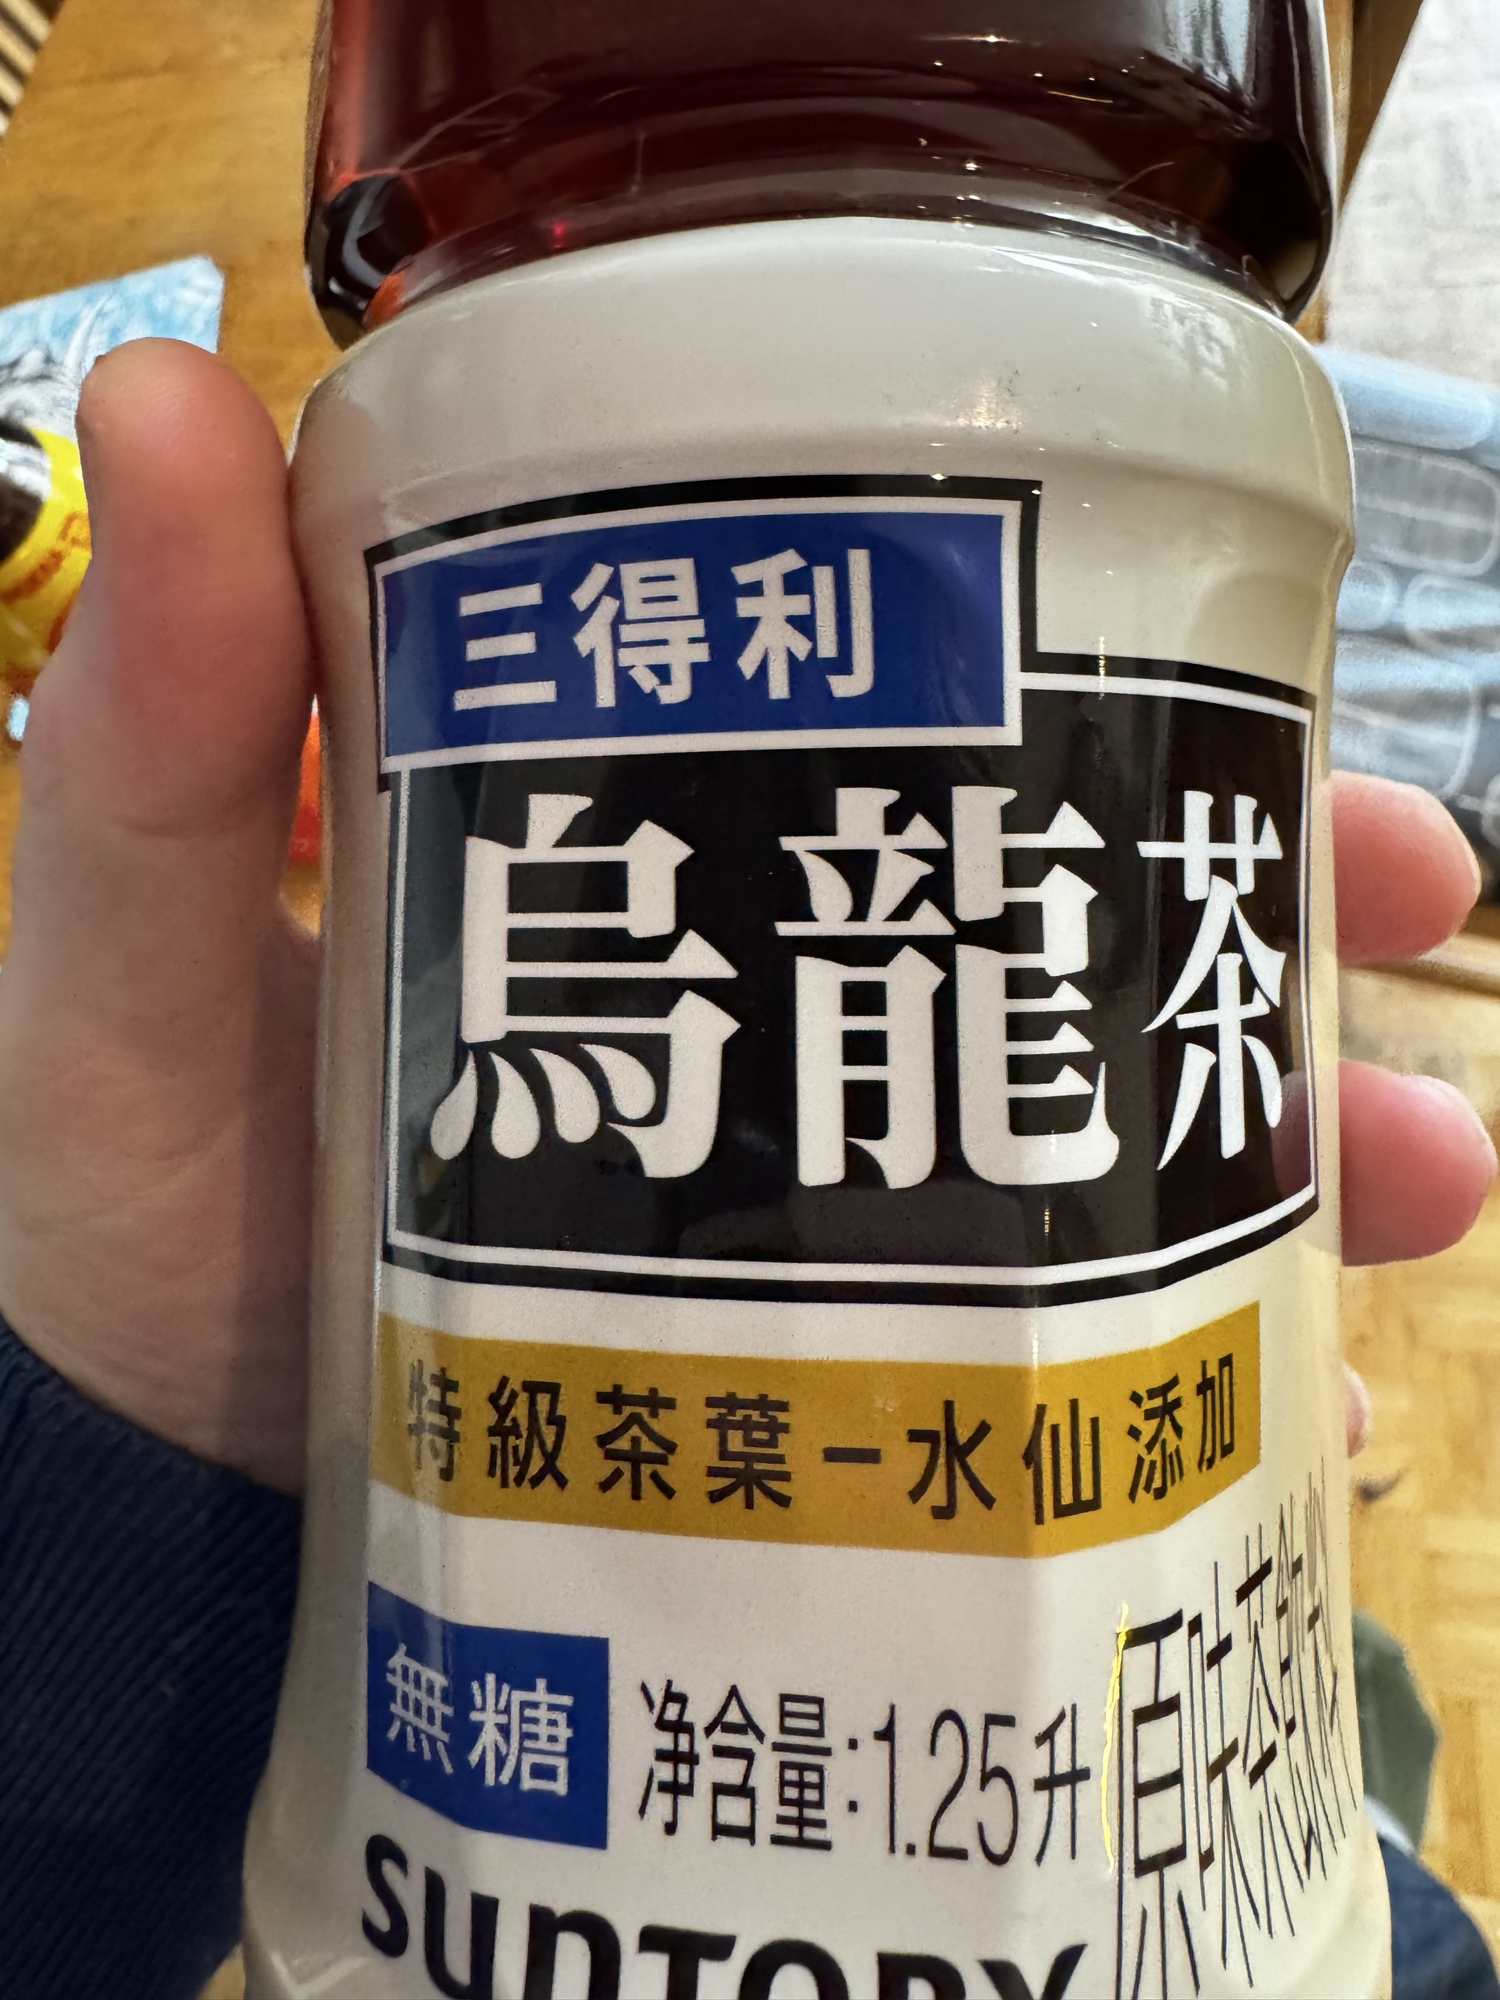 三得利
烏龍茶
特級茶葉－水仙添加
無糖
净含量:1.25升
原味茶飲料
SUNTORY